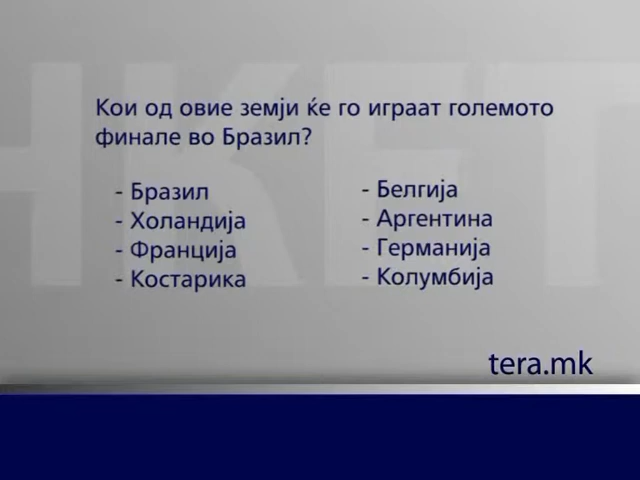 Кои од овие земји ќе го играат големото
финале во Бразил?
- Бразил
- Холандија
- Франција
- Костарика
- Белгија
- Аргентина
- Германија
- Колумбија
tera.mk